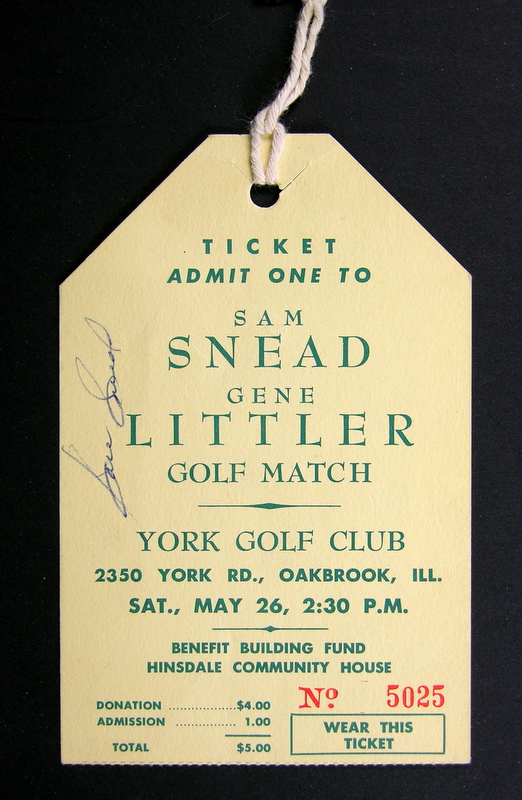 TICKET
ADMIT ONE TO
SAM
SNEAD
GENE
LITTLER
GOLF MATCH
YORK GOLF CLUB
2350 YORK RD., OAKBROOK, ILL.
SAT., MAY 26, 2:30 P.M.
BENEFIT BUILDING FUND
HINSDALE COMMUNITY HOUSE
DONATION .................... $4.00
ADMISSION .................. 1.00
TOTAL $5.00
Nº 5025
WEAR THIS
TICKET
Sam Snead